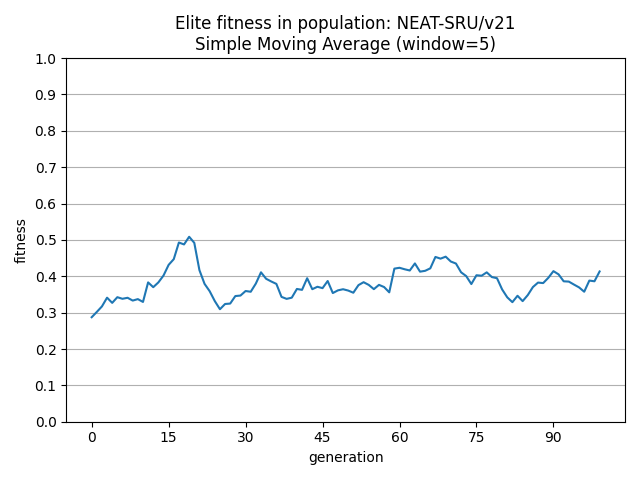 Elite fitness in population: NEAT-SRU/v21
Simple Moving Average (window=5)
1.0
0.9
0.8
0.7
0.6
0.5
0.4
0.3
0.2
0.1
0.0
fitness
0 15 30 45 60 75 90
generation